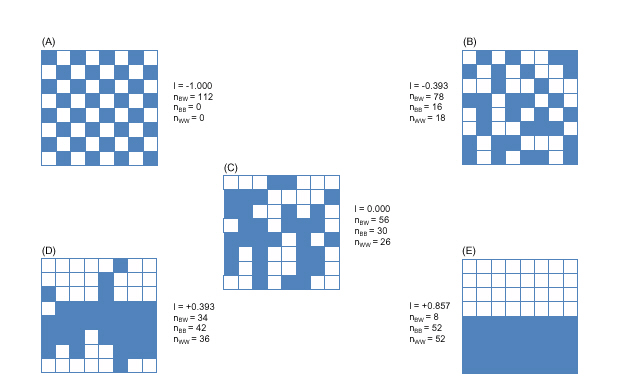 (A)
I = -1.000
nBW = 112
nBB = 0
nWW = 0
(B)
I = -0.393
nBW = 78
nBB = 16
nWW = 18
(C)
I = 0.000
nBW = 56
nBB = 30
nWW = 26
(D)
I = +0.393
nBW = 34
nBB = 42
nWW = 36
(E)
I = +0.857
nBW = 8
nBB = 52
nWW = 52